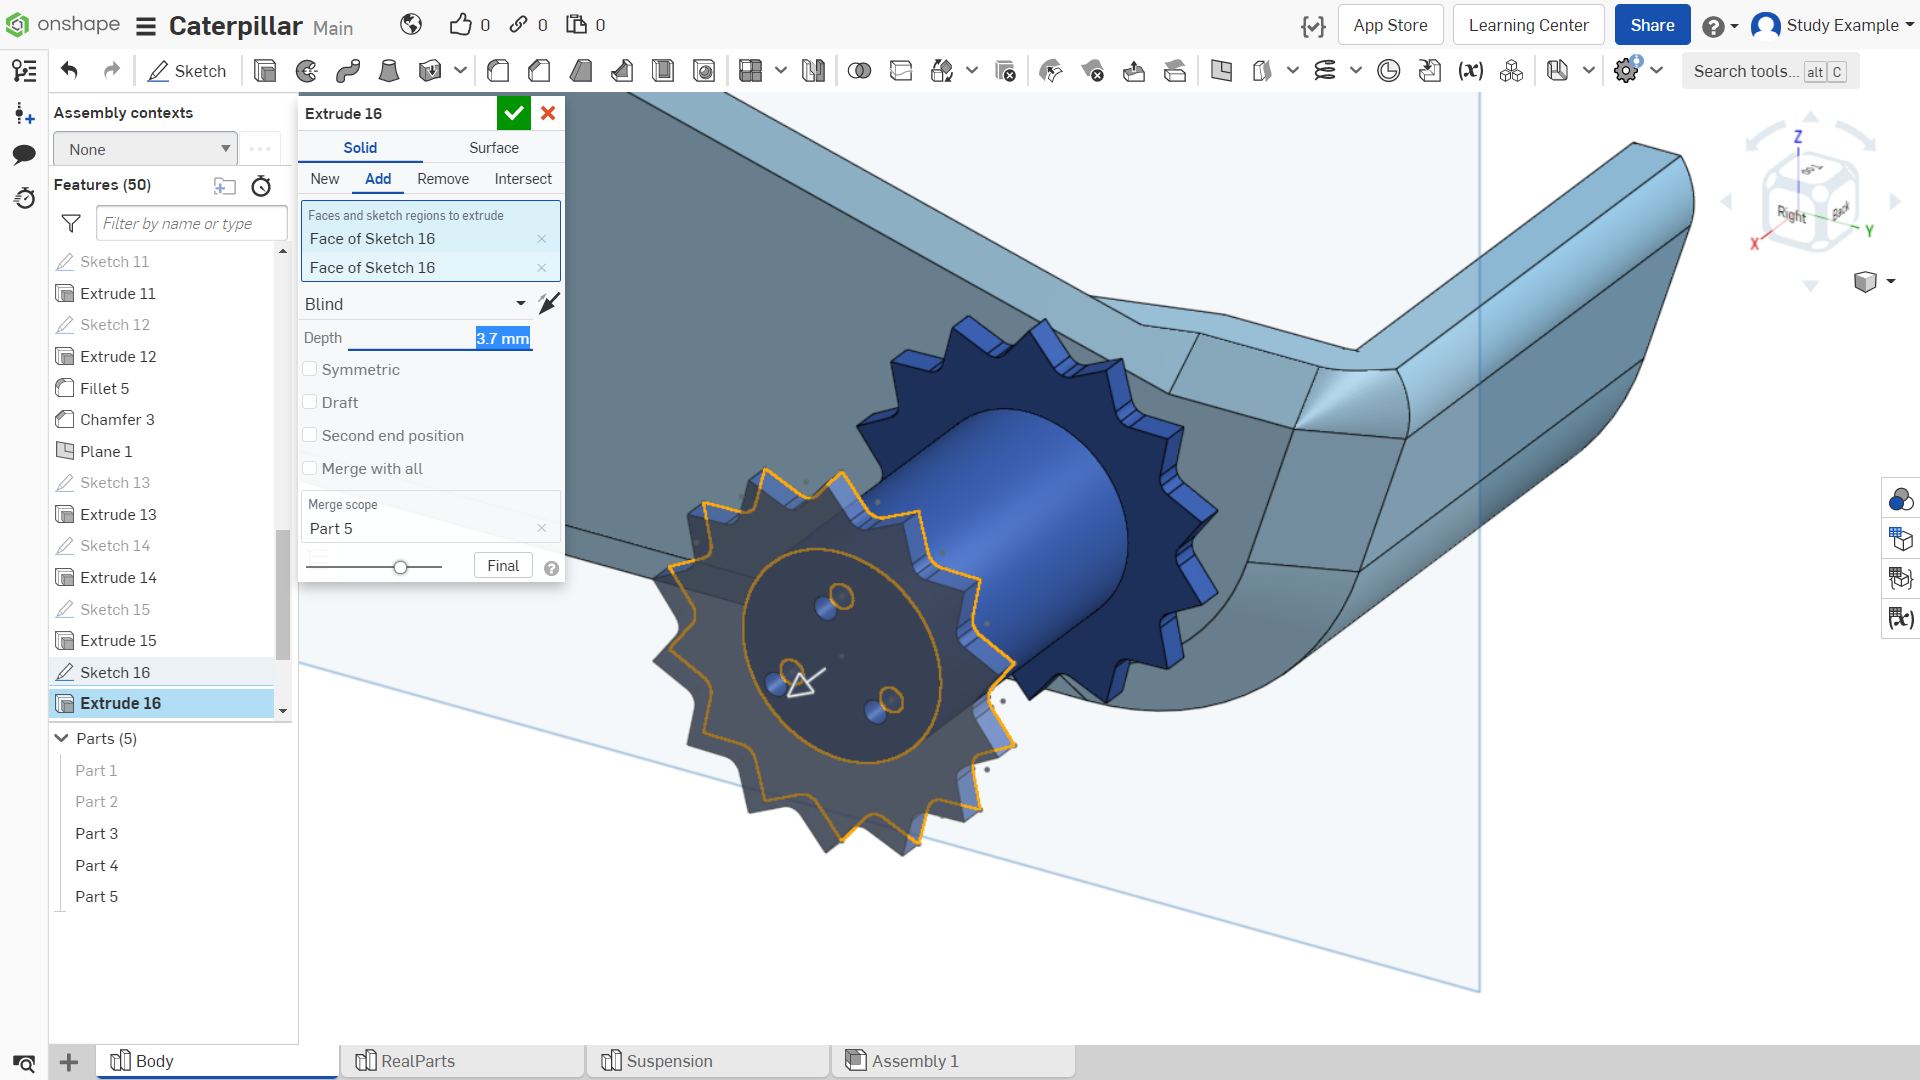 onshape
Caterpillar Main
0
0
0
App Store
Learning Center
Share
Study Example
Sketch
Search tools... alt C
Assembly contexts
None
Features (50)
Filter by name or type
Sketch 11
Extrude 11
Sketch 12
Extrude 12
Fillet 5
Chamfer 3
Plane 1
Sketch 13
Extrude 13
Sketch 14
Extrude 14
Sketch 15
Extrude 15
Sketch 16
Extrude 16
Parts (5)
Part 1
Part 2
Part 3
Part 4
Part 5
Extrude 16
Solid Surface
New Add Remove Intersect
Faces and sketch regions to extrude
Face of Sketch 16
Face of Sketch 16
Blind
Depth 3.7 mm
Symmetric
Draft
Second end position
Merge with all
Merge scope
Part 5
Final
Z
Right Back
X Y
Body
RealParts
Suspension
Assembly 1